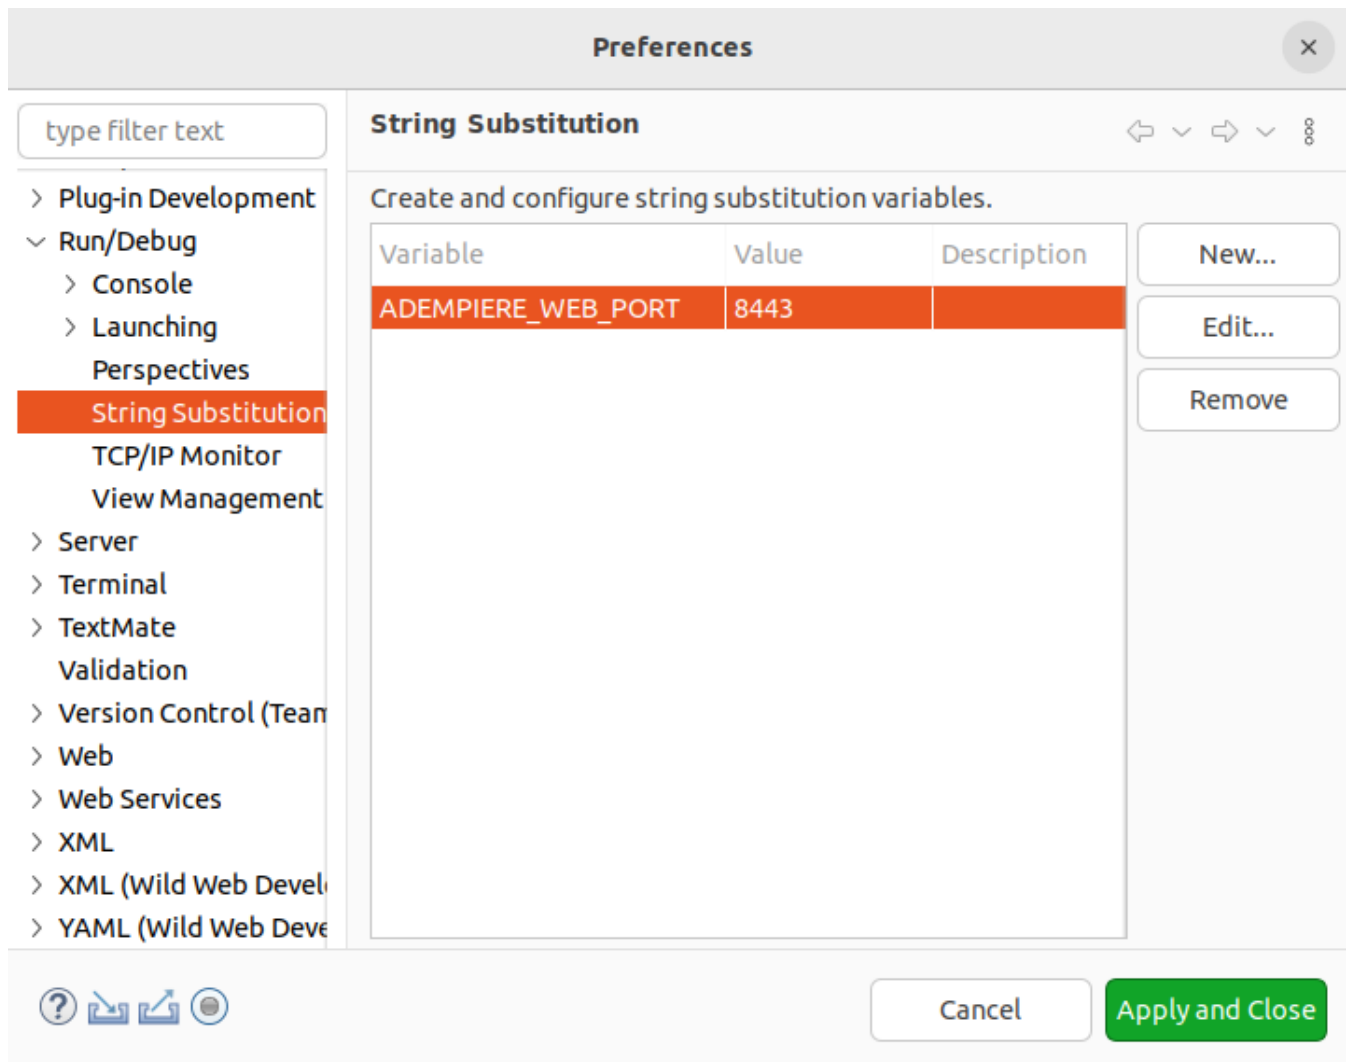 Preferences
type filter text
Plug-in Development
Run/Debug
Console
Launching
Perspectives
String Substitution
TCP/IP Monitor
View Management
Server
Terminal
TextMate
Validation
Version Control (Team
Web
Web Services
XML
XML (Wild Web Devel
YAML (Wild Web Deve
String Substitution
Create and configure string substitution variables.
Variable Value Description
ADEMPIERE_WEB_PORT 8443
New...
Edit...
Remove
Cancel
Apply and Close